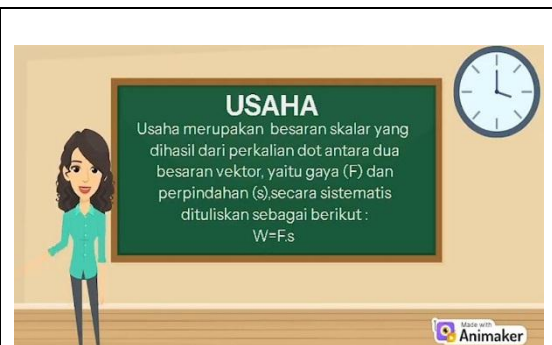 USAHA
Usaha merupakan besaran skalar yang
dihasil dari perkalian dot antara dua
besaran vektor, yaitu gaya (F) dan
perpindahan (s),secara sistematis
dituliskan sebagai berikut :
W=F.s
Made with
Animaker